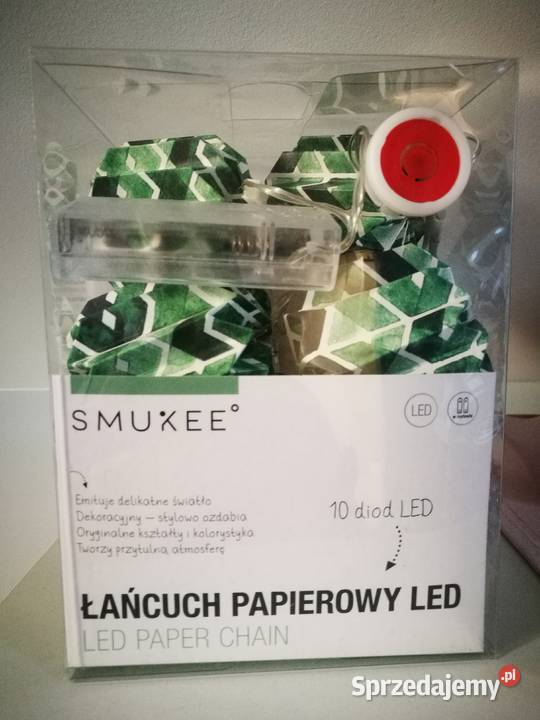 SMUKEE°
LED
Emituje delikatne światło
Dekoracyjny – stylowo ozdabia
Oryginalne kształty i kolorystyka
Tworzy przytulną atmosferę
10 diod LED
ŁAŃCUCH PAPIEROWY LED
LED PAPER CHAIN
Sprzedajemy.pl